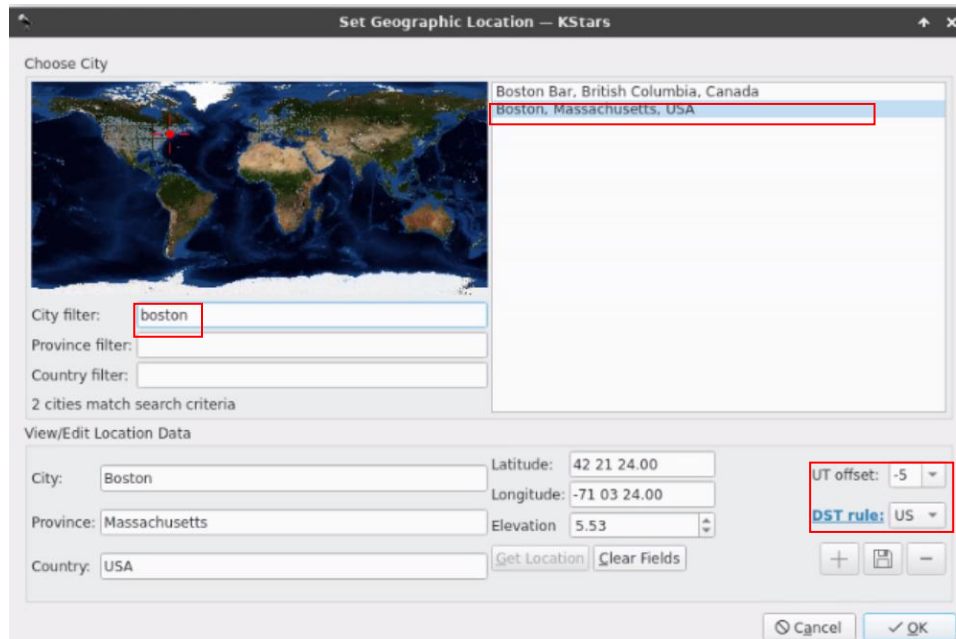 Set Geographic Location — KStars
Choose City
Boston Bar, British Columbia, Canada
Boston, Massachusetts, USA
City filter: boston
Province filter:
Country filter:
2 cities match search criteria
View/Edit Location Data
City: Boston
Province: Massachusetts
Country: USA
Latitude: 42 21 24.00
Longitude: -71 03 24.00
Elevation 5.53
Get Location Clear Fields
UT offset: -5
DST rule: US
Cancel OK